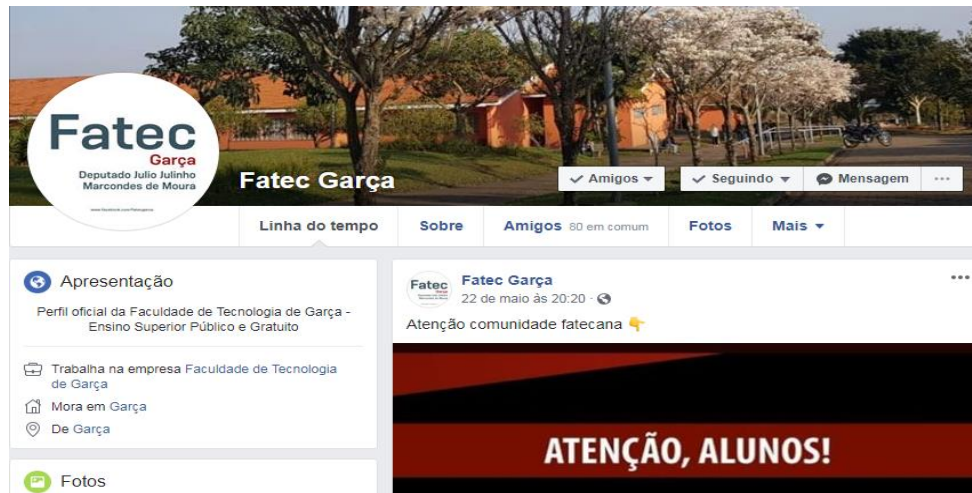 Fatec
Garça
Deputado Julio Julinho
Marcondes de Moura
Fatec Garça
Amigos
Seguindo
Mensagem
Linha do tempo
Sobre
Amigos 80 em comum
Fotos
Mais
Apresentação
Perfil oficial da Faculdade de Tecnologia de Garça -
Ensino Superior Público e Gratuito
Trabalha na empresa Faculdade de Tecnologia
de Garça
Mora em Garça
De Garça
Fotos
Fatec
Garça
Fatec Garça
22 de maio às 20:20 ·
Atenção comunidade fatecana 👇
ATENÇÃO, ALUNOS!